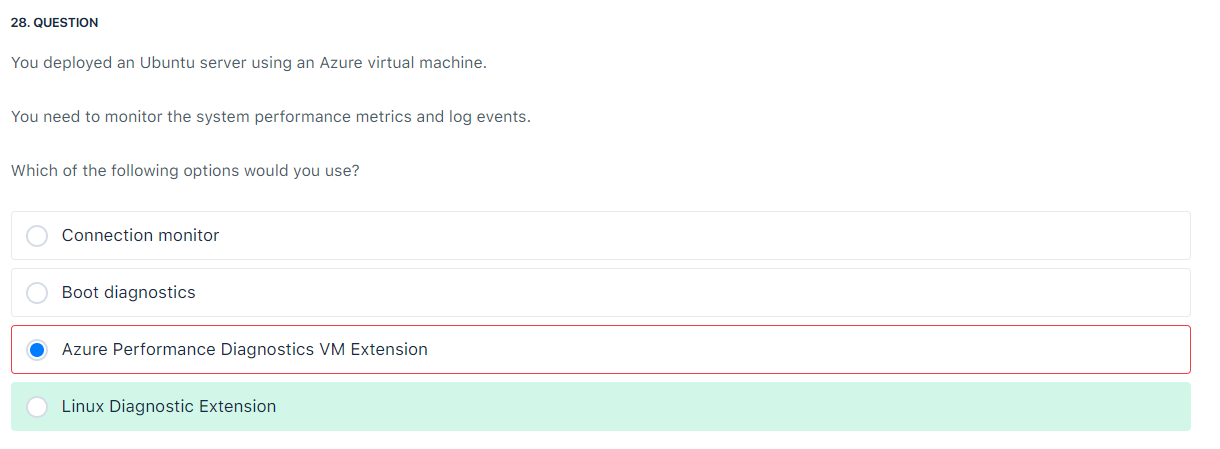 28. QUESTION
You deployed an Ubuntu server using an Azure virtual machine.
You need to monitor the system performance metrics and log events.
Which of the following options would you use?
Connection monitor
Boot diagnostics
Azure Performance Diagnostics VM Extension
Linux Diagnostic Extension